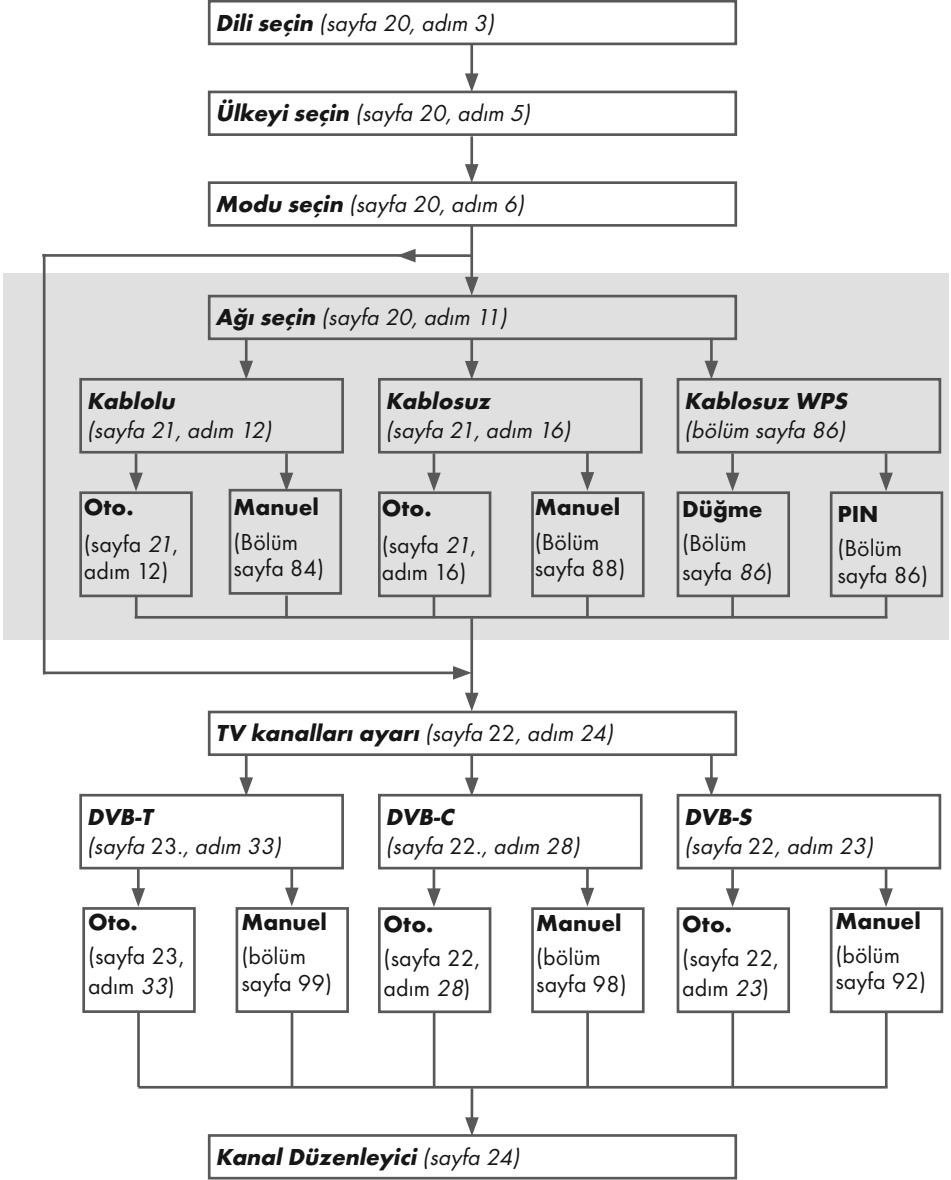 Dili seçin (sayfa 20, adım 3)
Ülkeyi seçin (sayfa 20, adım 5)
Modu seçin (sayfa 20, adım 6)
Ağı seçin (sayfa 20, adım 11)
Kablolu
(sayfa 21, adım 12)
Kablosuz
(sayfa 21, adım 16)
Kablosuz WPS
(bölüm sayfa 86)
Oto.
(sayfa 21,
adım 12)
Manuel
(Bölüm
sayfa 84)
Oto.
(sayfa 21,
adım 16)
Manuel
(Bölüm
sayfa 88)
Düğme
(Bölüm
sayfa 86)
PIN
(Bölüm
sayfa 86)
TV kanalları ayarı (sayfa 22, adım 24)
DVB-T
(sayfa 23., adım 33)
DVB-C
(sayfa 22., adım 28)
DVB-S
(sayfa 22, adım 23)
Oto.
(sayfa 23,
adım 33)
Manuel
(bölüm
sayfa 99)
Oto.
(sayfa 22,
adım 28)
Manuel
(bölüm
sayfa 98)
Oto.
(sayfa 22,
adım 23)
Manuel
(bölüm
sayfa 92)
Kanal Düzenleyici (sayfa 24)